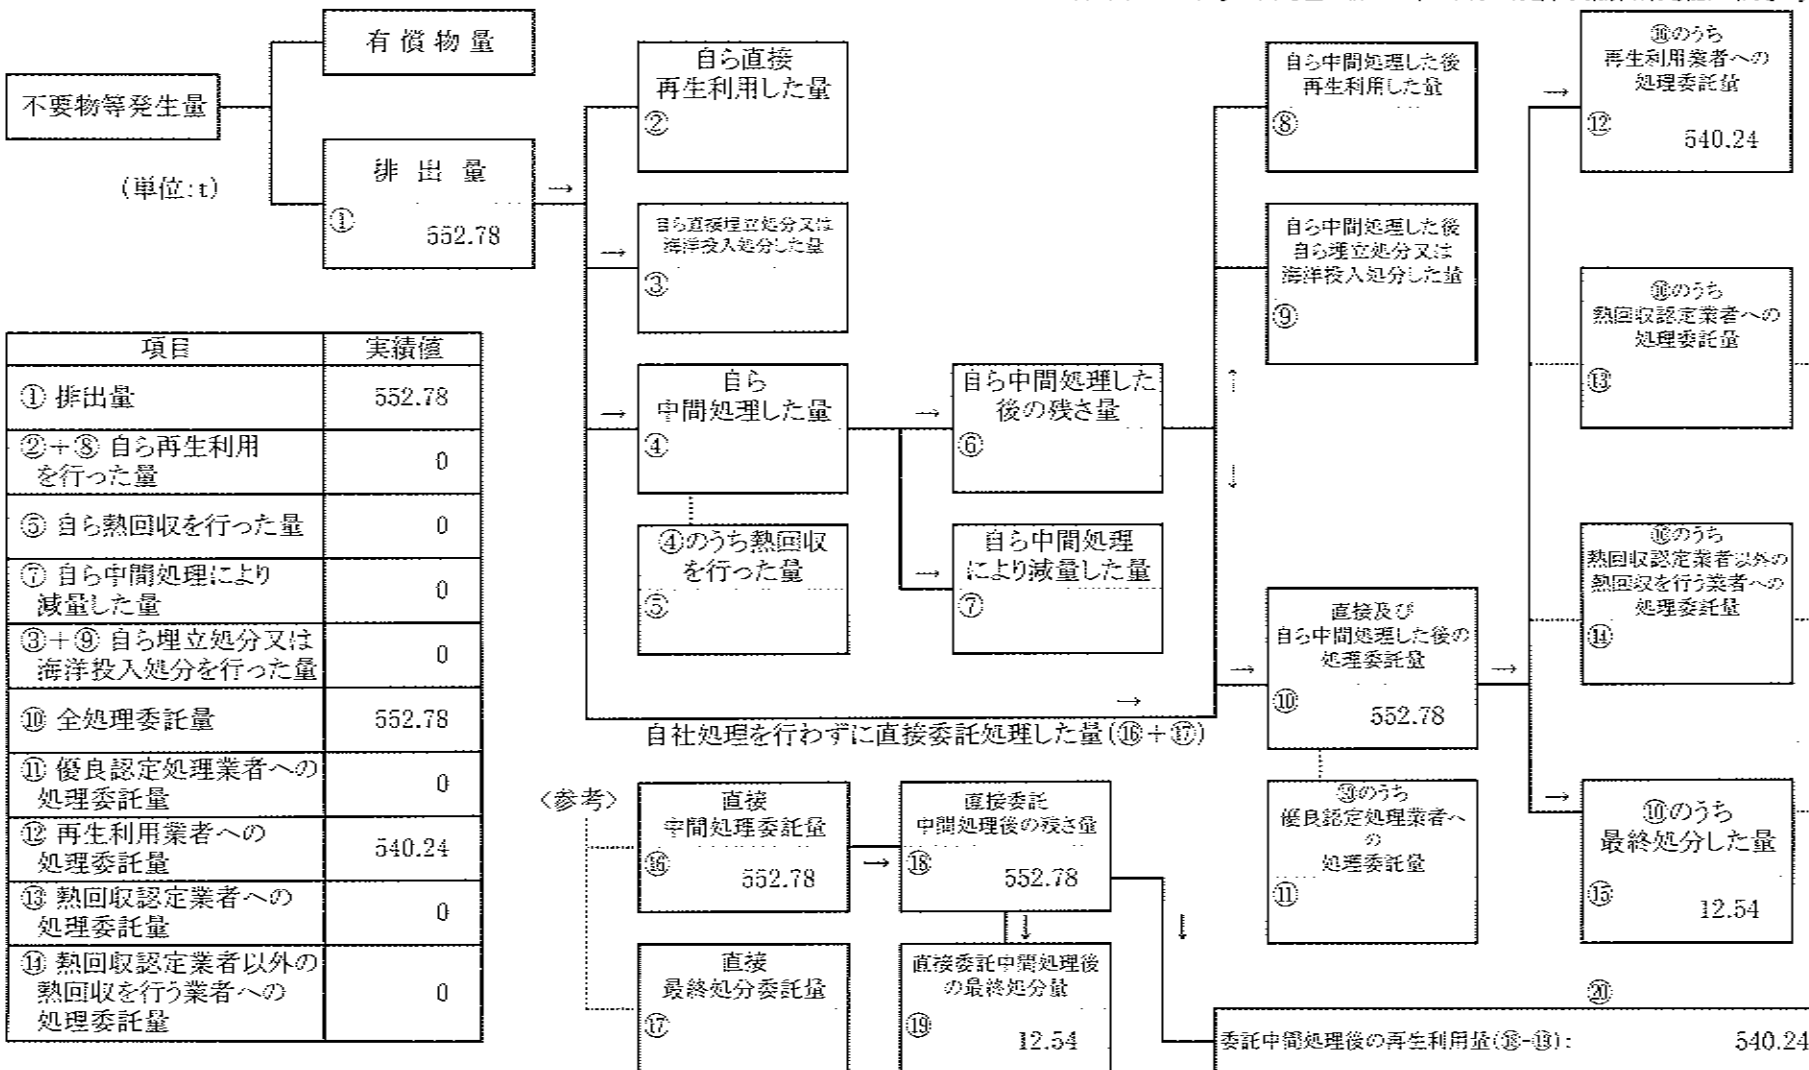 有償物量
不要物等発生量
(単位:t)
排出量
①
552.78
自ら直接
再生利用した量
②
自ら直接埋立処分又は
海洋投入処分した量
③
自ら
中間処理した量
④
④のうち熱回収
を行った量
⑤
自ら中間処理した
後の残さ量
⑥
自ら中間処理
により減量した量
⑦
自ら中間処理した後
再生利用した量
⑧
自ら中間処理した後
自ら埋立処分又は
海洋投入処分した量
⑨
直接及び
自ら中間処理した後の
処理委託量
⑩
552.78
⑩のうち
優良認定処理業者へ
の
処理委託量
⑪
⑩のうち
再生利用業者への
処理委託量
⑫
540.24
⑩のうち
熱回収認定業者への
処理委託量
⑬
⑩のうち
熱回収認定業者以外の
熱回収を行う業者への
処理委託量
⑭
⑩のうち
最終処分した量
⑮
12.54
自社処理を行わずに直接委託処理した量(⑯+⑰)
〈参考〉
直接
中間処理委託量
⑯
552.78
直接
最終処分委託量
⑰
直接委託
中間処理後の残さ量
⑱
552.78
直接委託中間処理後
の最終処分量
⑲
12.54
⑳
委託中間処理後の再生利用量(⑱-⑲): 540.24
項目 実績値
① 排出量 552.78
②+⑧ 自ら再生利用
を行った量 0
⑤ 自ら熱回収を行った量 0
⑦ 自ら中間処理により
減量した量 0
③+⑨ 自ら埋立処分又は
海洋投入処分を行った量 0
⑩ 全処理委託量 552.78
⑪ 優良認定処理業者への
処理委託量 0
⑫ 再生利用業者への
処理委託量 540.24
⑬ 熱回収認定業者への
処理委託量 0
⑭ 熱回収認定業者以外の
熱回収を行う業者への
処理委託量 0